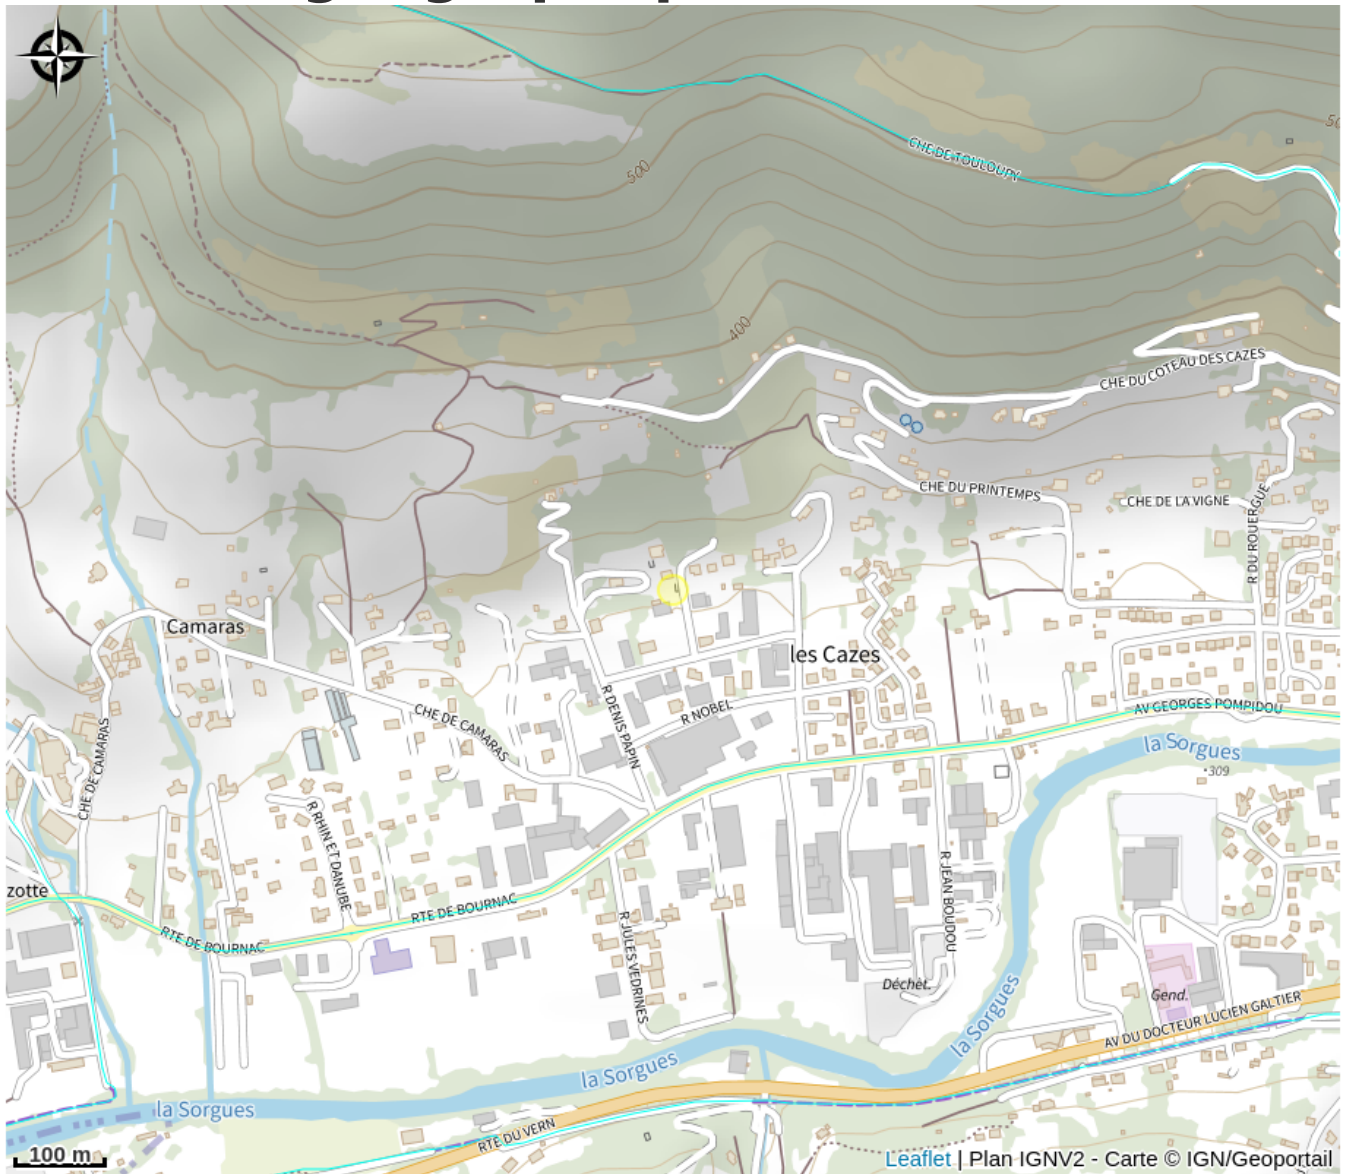 CHE DE TOULOUPY
50
500
400
CHE DU COTEAU DES CAZES
CHE DU PRINTEMPS
CHE DE LA VIGNE
R DU ROUERGUE
Camaras
les Cazes
R DENIS PAPIN
R NOBEL
CHE DE CAMARAS
AV GEORGES POMPIDOU
la Sorgues
309
CHE DE CAMARAS
R RHIN ET DANUBE
zotte
RTE DE BOURNAC
RTE DE BOURNAC
R JULES VEDRINES
R JEAN BOUDOU
Déchèt.
Gend.
la Sorgues
AV DU DOCTEUR LUCIEN GALTIER
la Sorgues
la Sorgues
RTE DU VERN
100 m
Leaflet | Plan IGNV2 - Carte © IGN/Geoportail